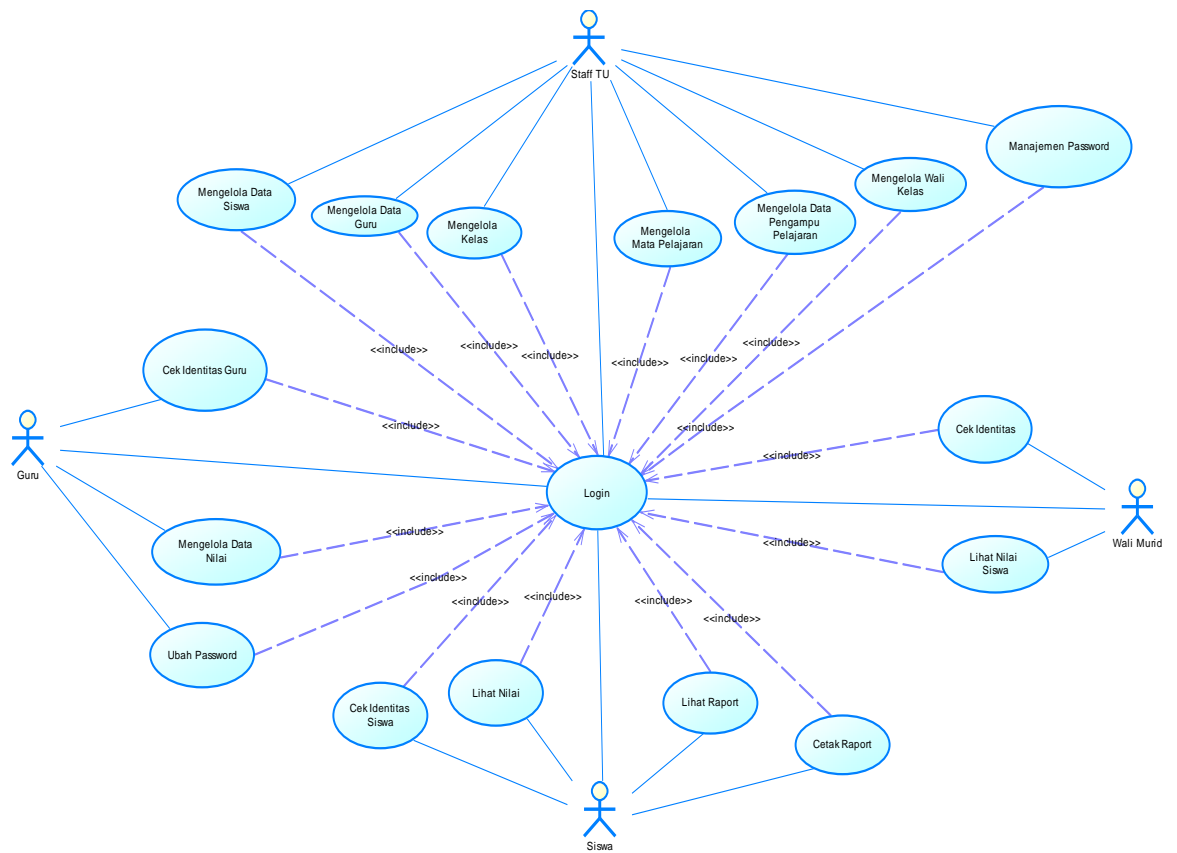 Staff TU
Manajemen Password
Mengelola Data
Siswa
Mengelola Data
Guru
Mengelola
Kelas
Mengelola
Mata Pelajaran
Mengelola Data
Pengampu
Pelajaran
Mengelola Wali
Kelas
<<include>>
<<include>>
<<include>>
<<include>>
<<include>>
<<include>>
<<include>>
Cek Identitas Guru
<<include>>
Guru
Login
Cek Identitas
<<include>>
Wali Murid
Mengelola Data
Nilai
<<include>>
<<include>>
Lihat Nilai
Siswa
<<include>>
<<include>>
<<include>>
<<include>>
<<include>>
Ubah Password
Cek Identitas
Siswa
Lihat Nilai
Lihat Raport
Cetak Raport
Siswa